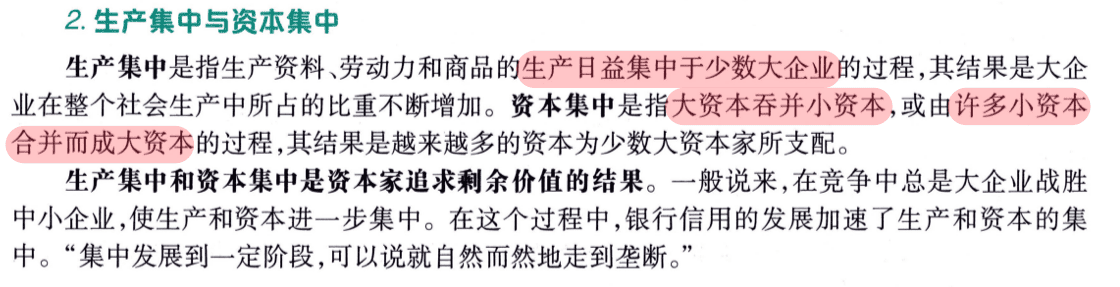 2. 生产集中与资本集中
生产集中是指生产资料、劳动力和商品的生产日益集中于少数大企业的过程,其结果是大企
业在整个社会生产中所占的比重不断增加。资本集中是指大资本吞并小资本,或由许多小资本
合并而成大资本的过程,其结果是越来越多的资本为少数大资本家所支配。
生产集中和资本集中是资本家追求剩余价值的结果。一般说来,在竞争中总是大企业战胜
中小企业,使生产和资本进一步集中。在这个过程中,银行信用的发展加速了生产和资本的集
中。“集中发展到一定阶段,可以说就自然而然地走到垄断。”